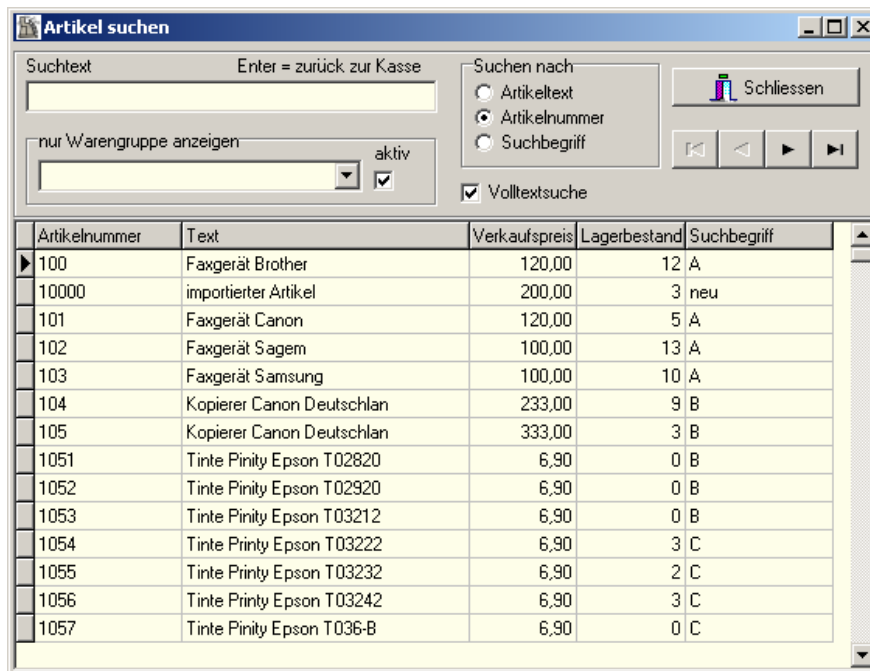 Artikel suchen
Suchtext Enter = zurück zur Kasse
Suchen nach
Artikeltext
Artikelnummer
Suchbegriff
Schliessen
nur Warengruppe anzeigen
aktiv
Volltextsuche
Artikelnummer Text Verkaufspreis Lagerbestand Suchbegriff
100 Faxgerät Brother 120,00 12 A
10000 importierter Artikel 200,00 3 neu
101 Faxgerät Canon 120,00 5 A
102 Faxgerät Sagem 100,00 13 A
103 Faxgerät Samsung 100,00 10 A
104 Kopierer Canon Deutschlan 233,00 9 B
105 Kopierer Canon Deutschlan 333,00 3 B
1051 Tinte Pinity Epson T02820 6,90 0 B
1052 Tinte Pinity Epson T02920 6,90 0 B
1053 Tinte Pinity Epson T03212 6,90 0 B
1054 Tinte Printy Epson T03222 6,90 3 C
1055 Tinte Printy Epson T03232 6,90 2 C
1056 Tinte Printy Epson T03242 6,90 3 C
1057 Tinte Pinity Epson T036-B 6,90 0 C